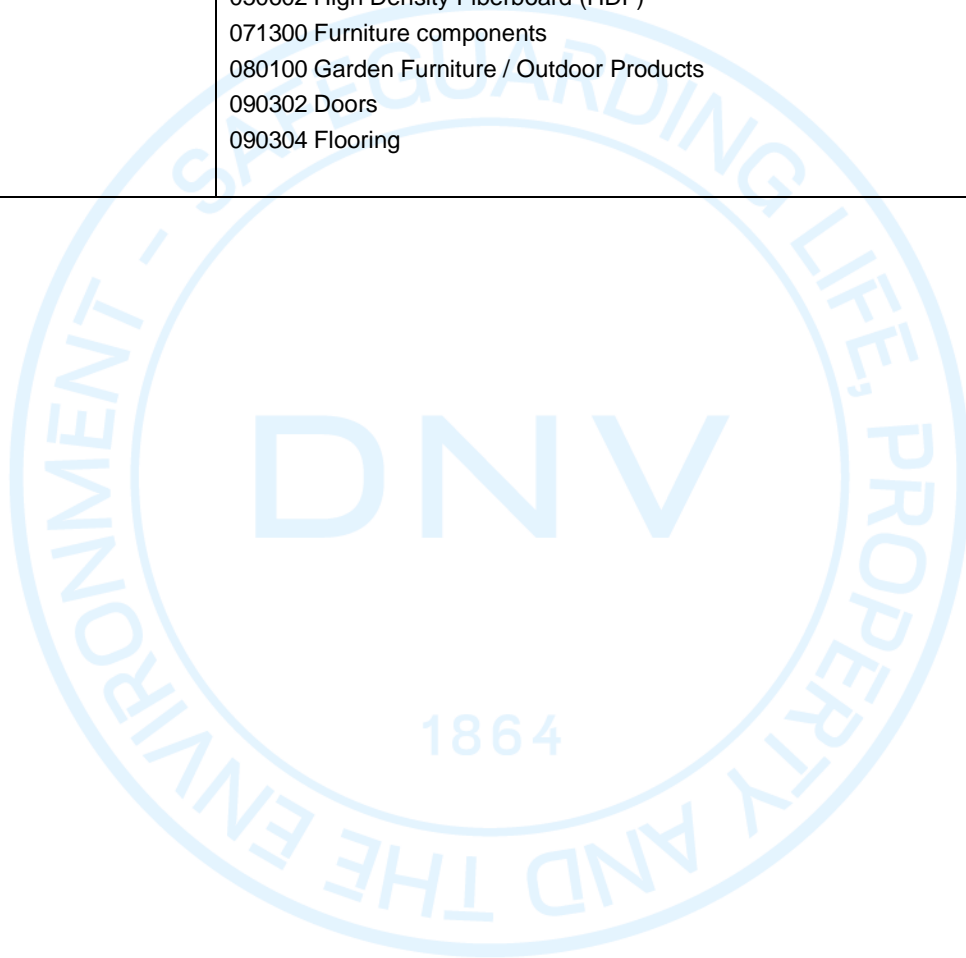 050602 High Density Fiberboard (HDF)
071300 Furniture components
080100 Garden Furniture / Outdoor Products
090302 Doors
090304 Flooring
SAFEGUARDING LIFE, PROPERTY AND THE ENVIRONMENT -
DNV
1864